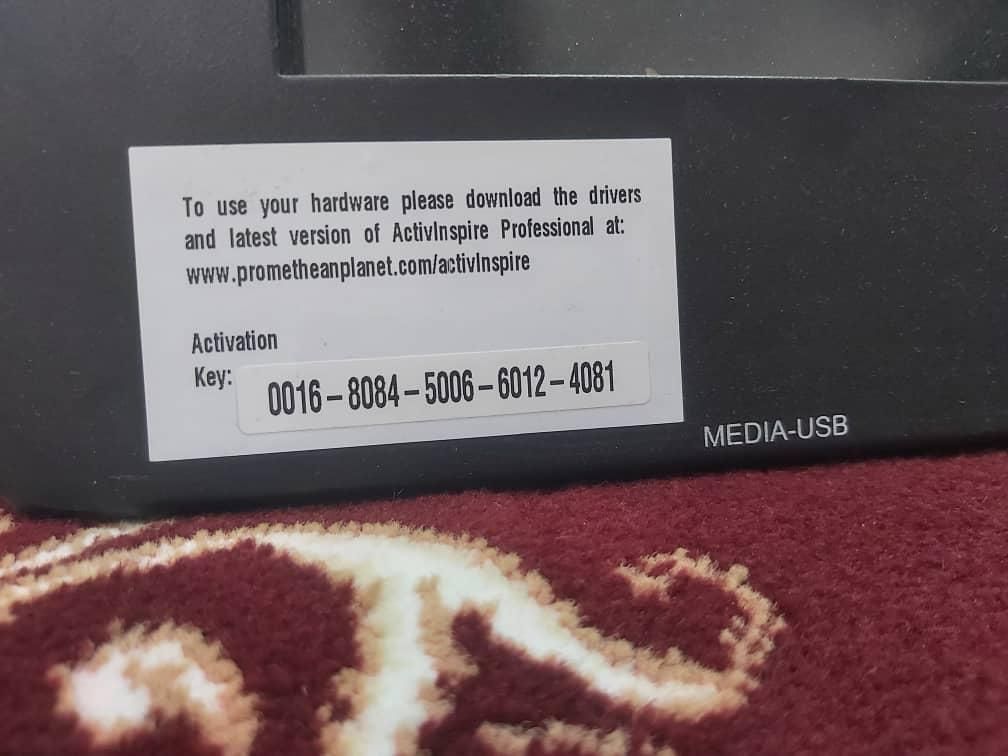 To use your hardware please download the drivers
and latest version of ActivInspire Professional at:
www.prometheanplanet.com/activInspire
Activation
Key: 0016-8084-5006-6012-4081
MEDIA-USB